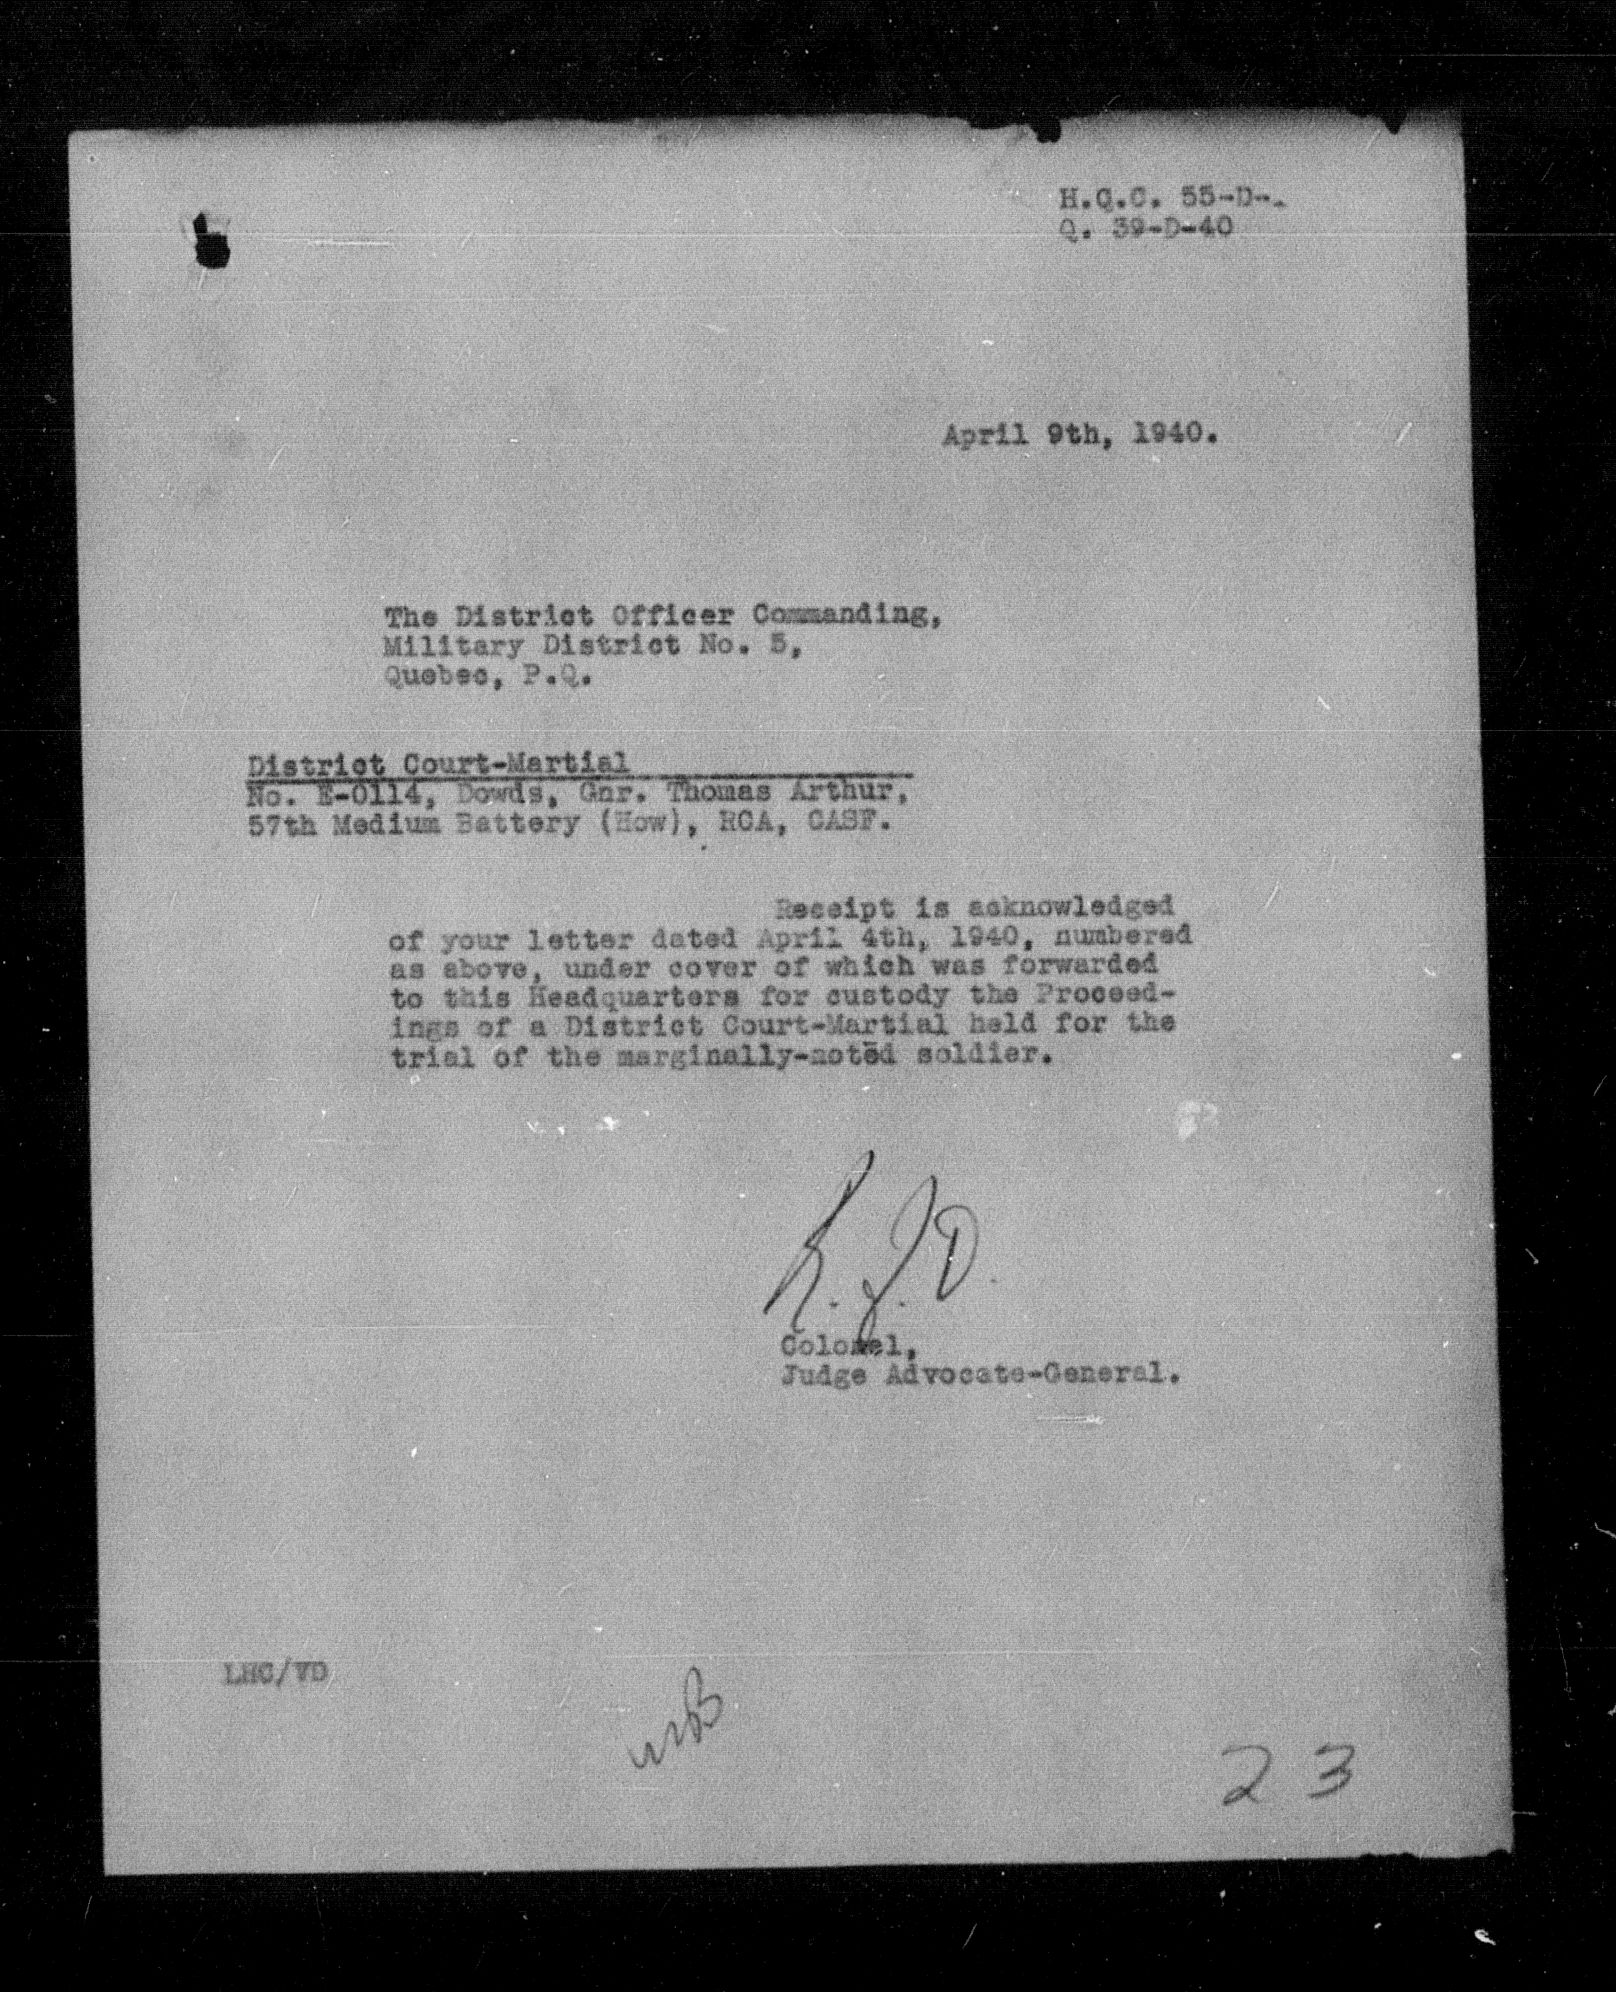 H.Q.C. 55-D-.
Q. 39-D-40
April 9th, 1940.
The District Officer Commanding,
Military District No. 5,
Quebec, P.Q.
District Court-Martial
No. E-0114, Dowds, Gnr. Thomas Arthur,
57th Medium Battery (How), RCA, CASF.
Receipt is acknowledged
of your letter dated April 4th, 1940, numbered
as above, under cover of which was forwarded
to this Headquarters for custody the Proceed-
ings of a District Court-Martial held for the
trial of the marginally-noted soldier.
R.J.D.
Colonel,
Judge Advocate-General.
LHC/VD
23